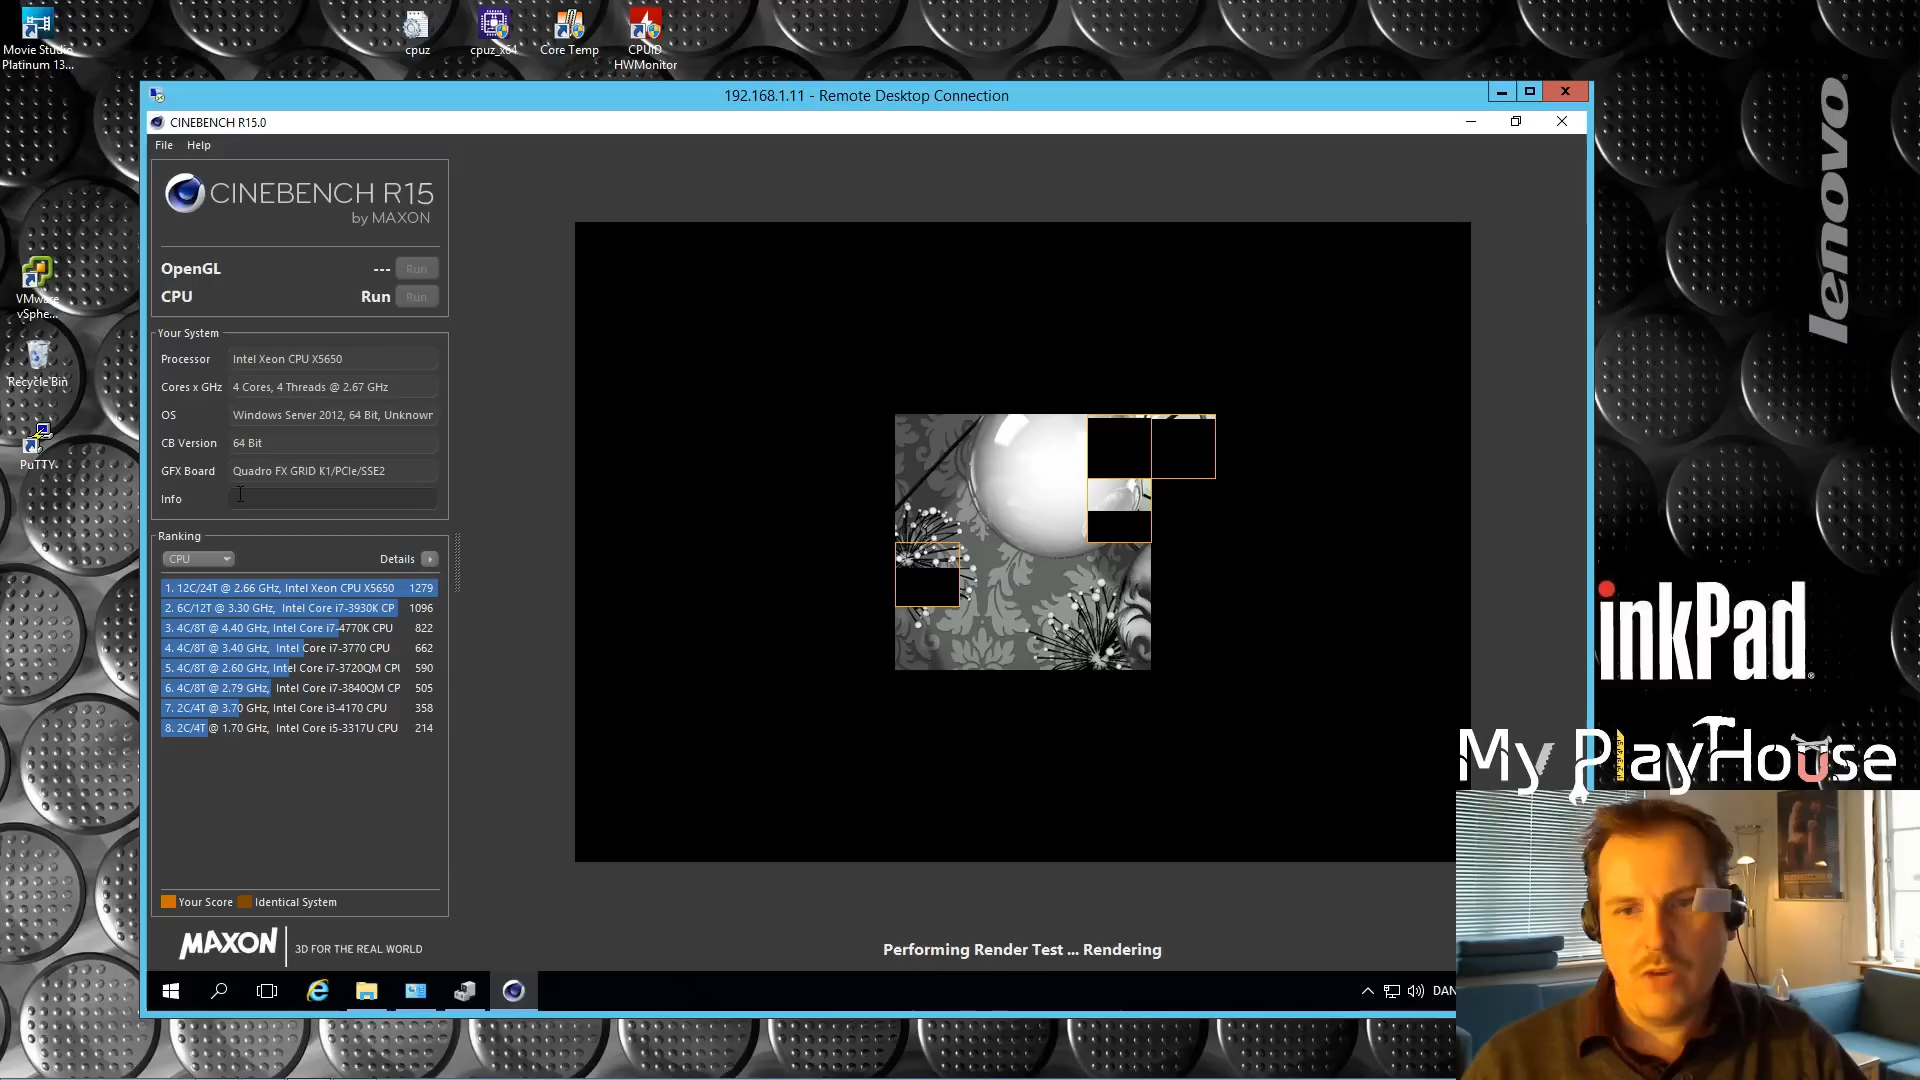 Movie Studio
Platinum 13...
cpuz
cpuz_x64
Core Temp
CPUID
HWMonitor
192.168.1.11 - Remote Desktop Connection
CINEBENCH R15.0
File Help
CINEBENCH R15
by MAXON
OpenGL --- Run
CPU Run Run
Your System
Processor Intel Xeon CPU X5650
Cores x GHz 4 Cores, 4 Threads @ 2.67 GHz
OS Windows Server 2012, 64 Bit, Unknown
CB Version 64 Bit
GFX Board Quadro FX GRID K1/PCIe/SSE2
Info
Ranking
CPU Details
1. 12C/24T @ 2.66 GHz, Intel Xeon CPU X5650 1279
2. 6C/12T @ 3.30 GHz, Intel Core i7-3930K CP 1096
3. 4C/8T @ 4.40 GHz, Intel Core i7-4770K CPU 822
4. 4C/8T @ 3.40 GHz, Intel Core i7-3770 CPU 662
5. 4C/8T @ 2.60 GHz, Intel Core i7-3720QM CPU 590
6. 4C/8T @ 2.79 GHz, Intel Core i7-3840QM CP 505
7. 2C/4T @ 3.70 GHz, Intel Core i3-4170 CPU 358
8. 2C/4T @ 1.70 GHz, Intel Core i5-3317U CPU 214
Your Score Identical System
MAXON 3D FOR THE REAL WORLD
Performing Render Test ... Rendering
DAN
VMware
vSphe...
Recycle Bin
PuTTY
lenovo
inkPad
My PlayHouse